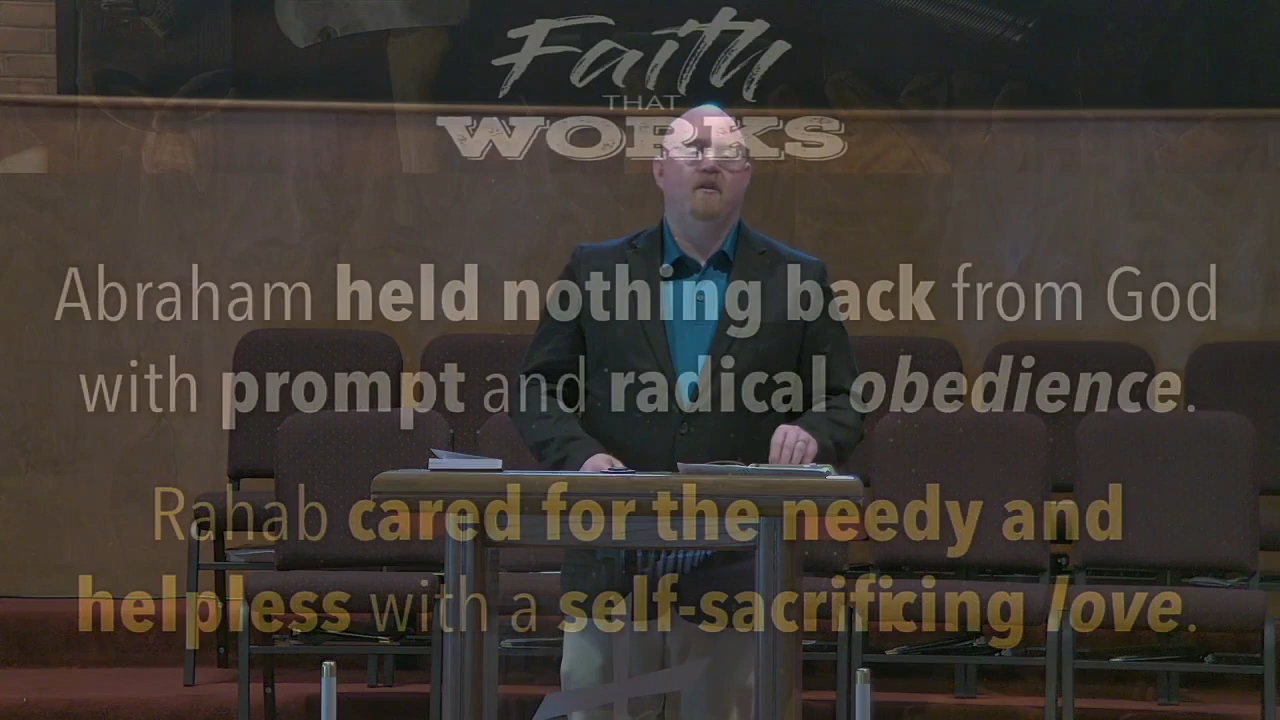 Faith
THAT
WORKS
Abraham held nothing back from God
with prompt and radical obedience.
Rahab cared for the needy and
helpless with a self-sacrificing love.